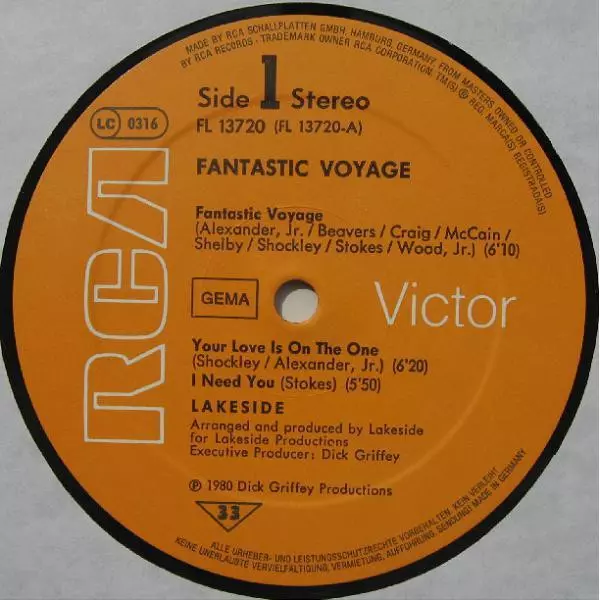 MADE BY RCA SCHALLPLATTEN GMBH, HAMBURG, GERMANY, FROM MASTERS OWNED OR CONTROLLED
BY RCA RECORDS · TRADEMARK OWNER RCA CORPORATION. TM(S) ® REG. MARCA(S) REGISTRADA(S)
Side 1 Stereo
FL 13720 (FL 13720-A)
LC 0316
FANTASTIC VOYAGE
RCA
Fantastic Voyage
(Alexander, Jr. / Beavers / Craig / McCain /
Shelby / Shockley / Stokes / Wood, Jr.) (6'10)
GEMA
Victor
Your Love Is On The One
(Shockley / Alexander, Jr.) (6'20)
I Need You (Stokes) (5'50)
LAKESIDE
Arranged and produced by Lakeside
for Lakeside Productions
Executive Producer: Dick Griffey
℗ 1980 Dick Griffey Productions
33
ALLE URHEBER- UND LEISTUNGSSCHUTZRECHTE VORBEHALTEN. KEIN VERLEIH!
KEINE UNERLAUBTE VERVIELFÄLTIGUNG, VERMIETUNG, AUFFÜHRUNG, SENDUNG! MADE IN GERMANY